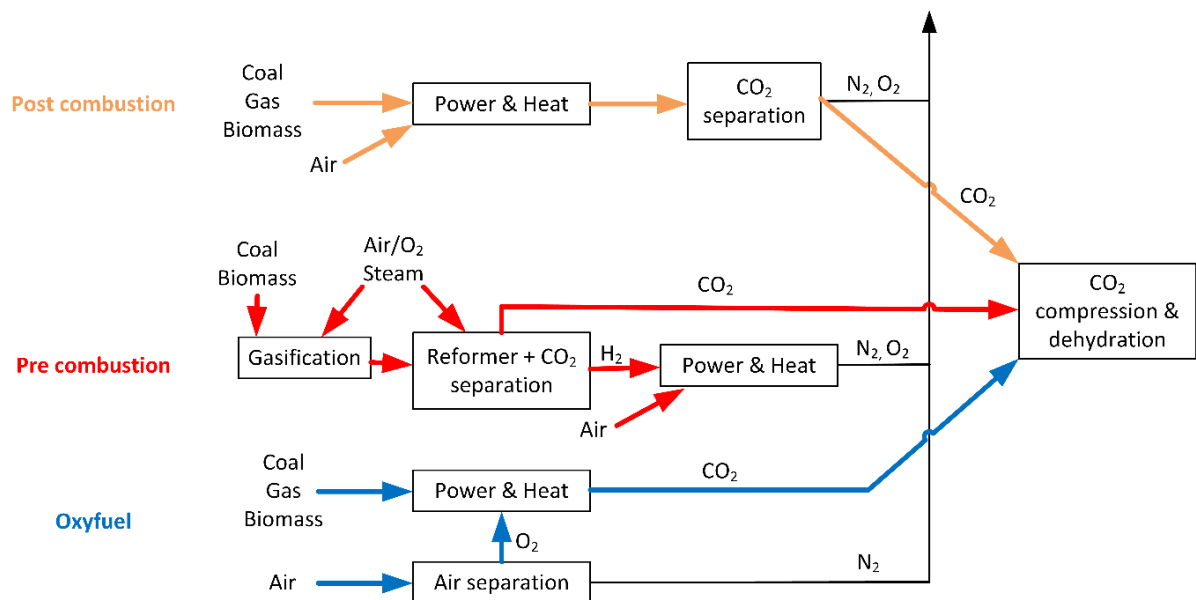 Post combustion
Coal
Gas
Biomass
Air
Power & Heat
CO₂
separation
N₂, O₂
CO₂
Pre combustion
Coal
Biomass
Air/O₂
Steam
Gasification
Reformer + CO₂
separation
CO₂
H₂
Air
Power & Heat
N₂, O₂
CO₂
compression &
dehydration
Oxyfuel
Coal
Gas
Biomass
Power & Heat
CO₂
O₂
Air
Air separation
N₂